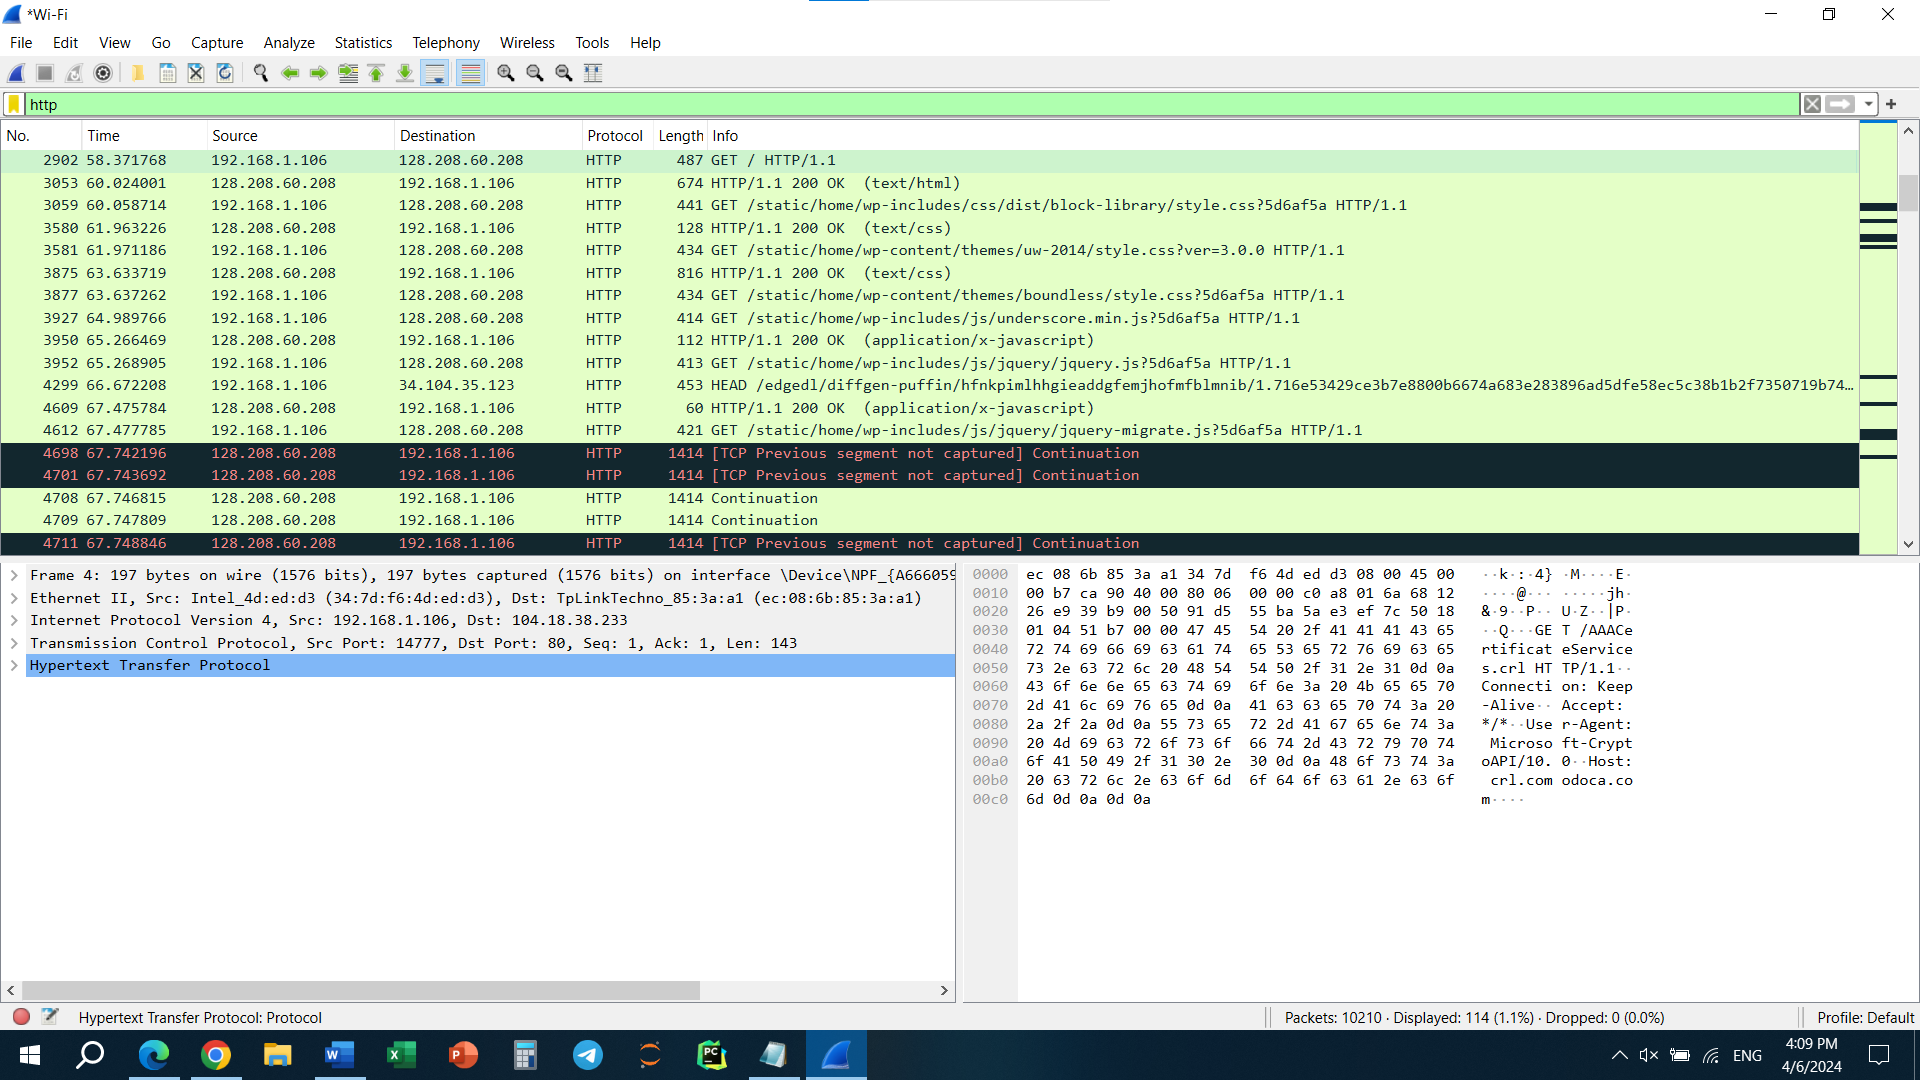 *Wi-Fi
File Edit View Go Capture Analyze Statistics Telephony Wireless Tools Help
http
No. Time Source Destination Protocol Length Info
2902 58.371768 192.168.1.106 128.208.60.208 HTTP 487 GET / HTTP/1.1
3053 60.024001 128.208.60.208 192.168.1.106 HTTP 674 HTTP/1.1 200 OK (text/html)
3059 60.058714 192.168.1.106 128.208.60.208 HTTP 441 GET /static/home/wp-includes/css/dist/block-library/style.css?5d6af5a HTTP/1.1
3580 61.963226 128.208.60.208 192.168.1.106 HTTP 128 HTTP/1.1 200 OK (text/css)
3581 61.971186 192.168.1.106 128.208.60.208 HTTP 434 GET /static/home/wp-content/themes/uw-2014/style.css?ver=3.0.0 HTTP/1.1
3875 63.633719 128.208.60.208 192.168.1.106 HTTP 816 HTTP/1.1 200 OK (text/css)
3877 63.637262 192.168.1.106 128.208.60.208 HTTP 434 GET /static/home/wp-content/themes/boundless/style.css?5d6af5a HTTP/1.1
3927 64.989766 192.168.1.106 128.208.60.208 HTTP 414 GET /static/home/wp-includes/js/underscore.min.js?5d6af5a HTTP/1.1
3950 65.266469 128.208.60.208 192.168.1.106 HTTP 112 HTTP/1.1 200 OK (application/x-javascript)
3952 65.268905 192.168.1.106 128.208.60.208 HTTP 413 GET /static/home/wp-includes/js/jquery/jquery.js?5d6af5a HTTP/1.1
4299 66.672208 192.168.1.106 34.104.35.123 HTTP 453 HEAD /edgedl/diffgen-puffin/hfnkpimlhhgieaddgfemjhofmfblmnib/1.716e53429ce3b7e8800b6674a683e283896ad5dfe58ec5c38b1b2f7350719b74…
4609 67.475784 128.208.60.208 192.168.1.106 HTTP 60 HTTP/1.1 200 OK (application/x-javascript)
4612 67.477785 192.168.1.106 128.208.60.208 HTTP 421 GET /static/home/wp-includes/js/jquery/jquery-migrate.js?5d6af5a HTTP/1.1
4698 67.742196 128.208.60.208 192.168.1.106 HTTP 1414 [TCP Previous segment not captured] Continuation
4701 67.743692 128.208.60.208 192.168.1.106 HTTP 1414 [TCP Previous segment not captured] Continuation
4708 67.746815 128.208.60.208 192.168.1.106 HTTP 1414 Continuation
4709 67.747809 128.208.60.208 192.168.1.106 HTTP 1414 Continuation
4711 67.748846 128.208.60.208 192.168.1.106 HTTP 1414 [TCP Previous segment not captured] Continuation
Frame 4: 197 bytes on wire (1576 bits), 197 bytes captured (1576 bits) on interface \Device\NPF_{A666059
Ethernet II, Src: Intel_4d:ed:d3 (34:7d:f6:4d:ed:d3), Dst: TpLinkTechno_85:3a:a1 (ec:08:6b:85:3a:a1)
Internet Protocol Version 4, Src: 192.168.1.106, Dst: 104.18.38.233
Transmission Control Protocol, Src Port: 14777, Dst Port: 80, Seq: 1, Ack: 1, Len: 143
Hypertext Transfer Protocol
0000 ec 08 6b 85 3a a1 34 7d f6 4d ed d3 08 00 45 00 ··k·:·4} ·M····E·
0010 00 b7 ca 90 40 00 80 06 00 00 c0 a8 01 6a 68 12 ····@··· ·····jh·
0020 26 e9 39 b9 00 50 91 d5 55 ba 5a e3 ef 7c 50 18 &·9··P·· U·Z··|P·
0030 01 04 51 b7 00 00 47 45 54 20 2f 41 41 41 43 65 ··Q···GE T /AAACe
0040 72 74 69 66 69 63 61 74 65 53 65 72 76 69 63 65 rtificat eService
0050 73 2e 63 72 6c 20 48 54 54 50 2f 31 2e 31 0d 0a s.crl HT TP/1.1··
0060 43 6f 6e 6e 65 63 74 69 6f 6e 3a 20 4b 65 65 70 Connecti on: Keep
0070 2d 41 6c 69 76 65 0d 0a 41 63 63 65 70 74 3a 20 -Alive·· Accept:
0080 2a 2f 2a 0d 0a 55 73 65 72 2d 41 67 65 6e 74 3a */*··Use r-Agent:
0090 20 4d 69 63 72 6f 73 6f 66 74 2d 43 72 79 70 74 Microso ft-Crypt
00a0 6f 41 50 49 2f 31 30 2e 30 0d 0a 48 6f 73 74 3a oAPI/10. 0··Host:
00b0 20 63 72 6c 2e 63 6f 6d 6f 64 6f 63 61 2e 63 6f crl.com odoca.co
00c0 6d 0d 0a 0d 0a m····
Hypertext Transfer Protocol: Protocol
Packets: 10210 · Displayed: 114 (1.1%) · Dropped: 0 (0.0%)
Profile: Default
ENG
4:09 PM
4/6/2024